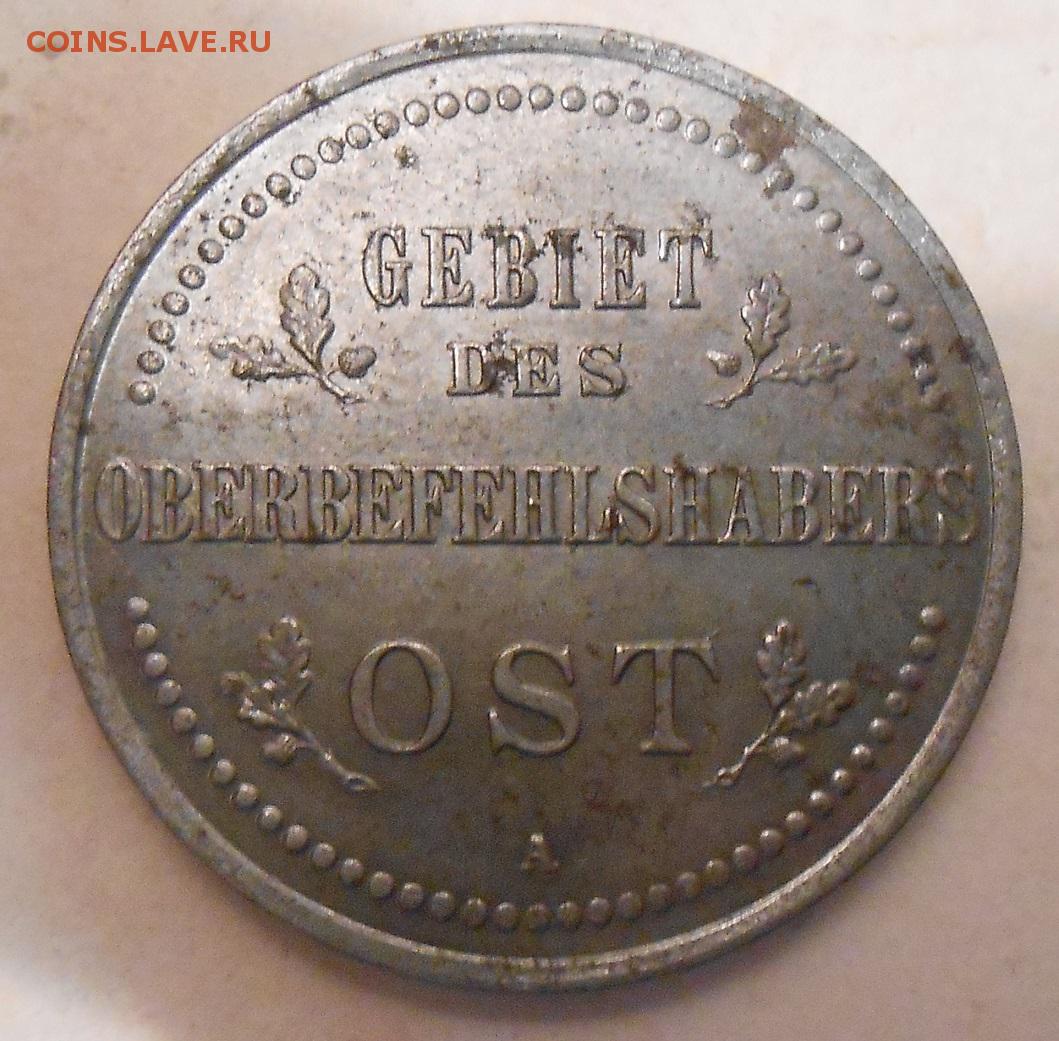 COINS.LAVE.RU
GEBIET
DES
OBERBEFEHLSHABERS
OST
A